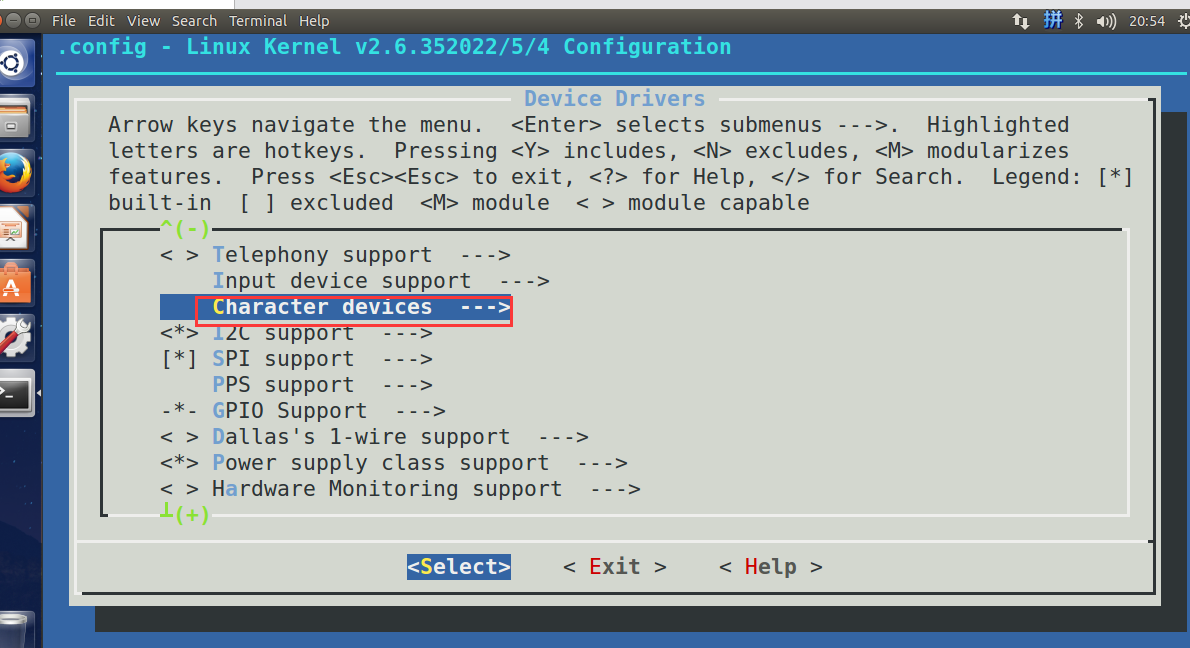 File Edit View Search Terminal Help 拼 20:54
.config - Linux Kernel v2.6.352022/5/4 Configuration
Device Drivers
Arrow keys navigate the menu.  <Enter> selects submenus --->.  Highlighted
letters are hotkeys.  Pressing <Y> includes, <N> excludes, <M> modularizes
features.  Press <Esc><Esc> to exit, <?> for Help, </> for Search.  Legend: [*]
built-in  [ ] excluded  <M> module  < > module capable
^(-)
< > Telephony support  --->
Input device support  --->
Character devices  --->
<*> I2C support  --->
[*] SPI support  --->
PPS support  --->
-*- GPIO Support  --->
< > Dallas's 1-wire support  --->
<*> Power supply class support  --->
< > Hardware Monitoring support  --->
┴(+)
<Select>    < Exit >    < Help >